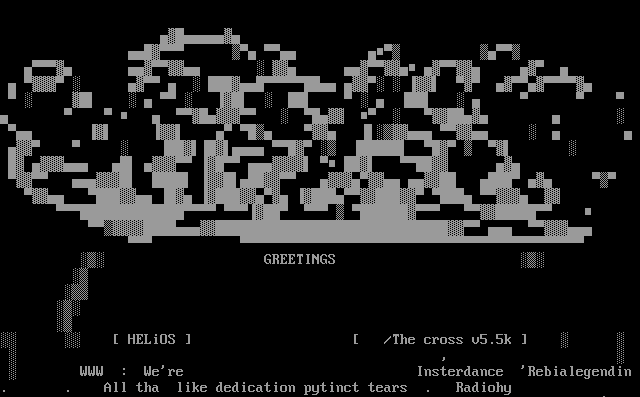 GREETINGS
[ HELiOS ] [ /The cross v5.5k ]
,
WWW : We're Insterdance 'Rebialegendin
. . All tha like dedication pytinct tears . Radiohy